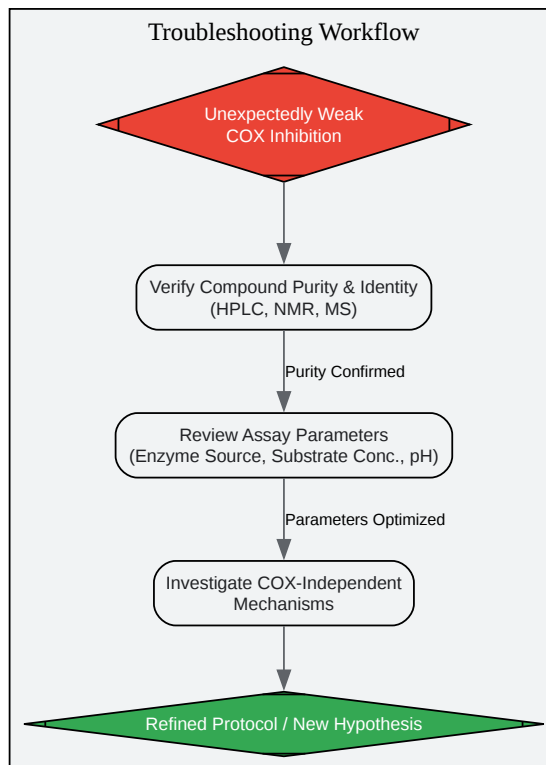 Troubleshooting Workflow
Unexpectedly Weak
COX Inhibition
Verify Compound Purity & Identity
(HPLC, NMR, MS)
Purity Confirmed
Review Assay Parameters
(Enzyme Source, Substrate Conc., pH)
Parameters Optimized
Investigate COX-Independent
Mechanisms
Refined Protocol / New Hypothesis